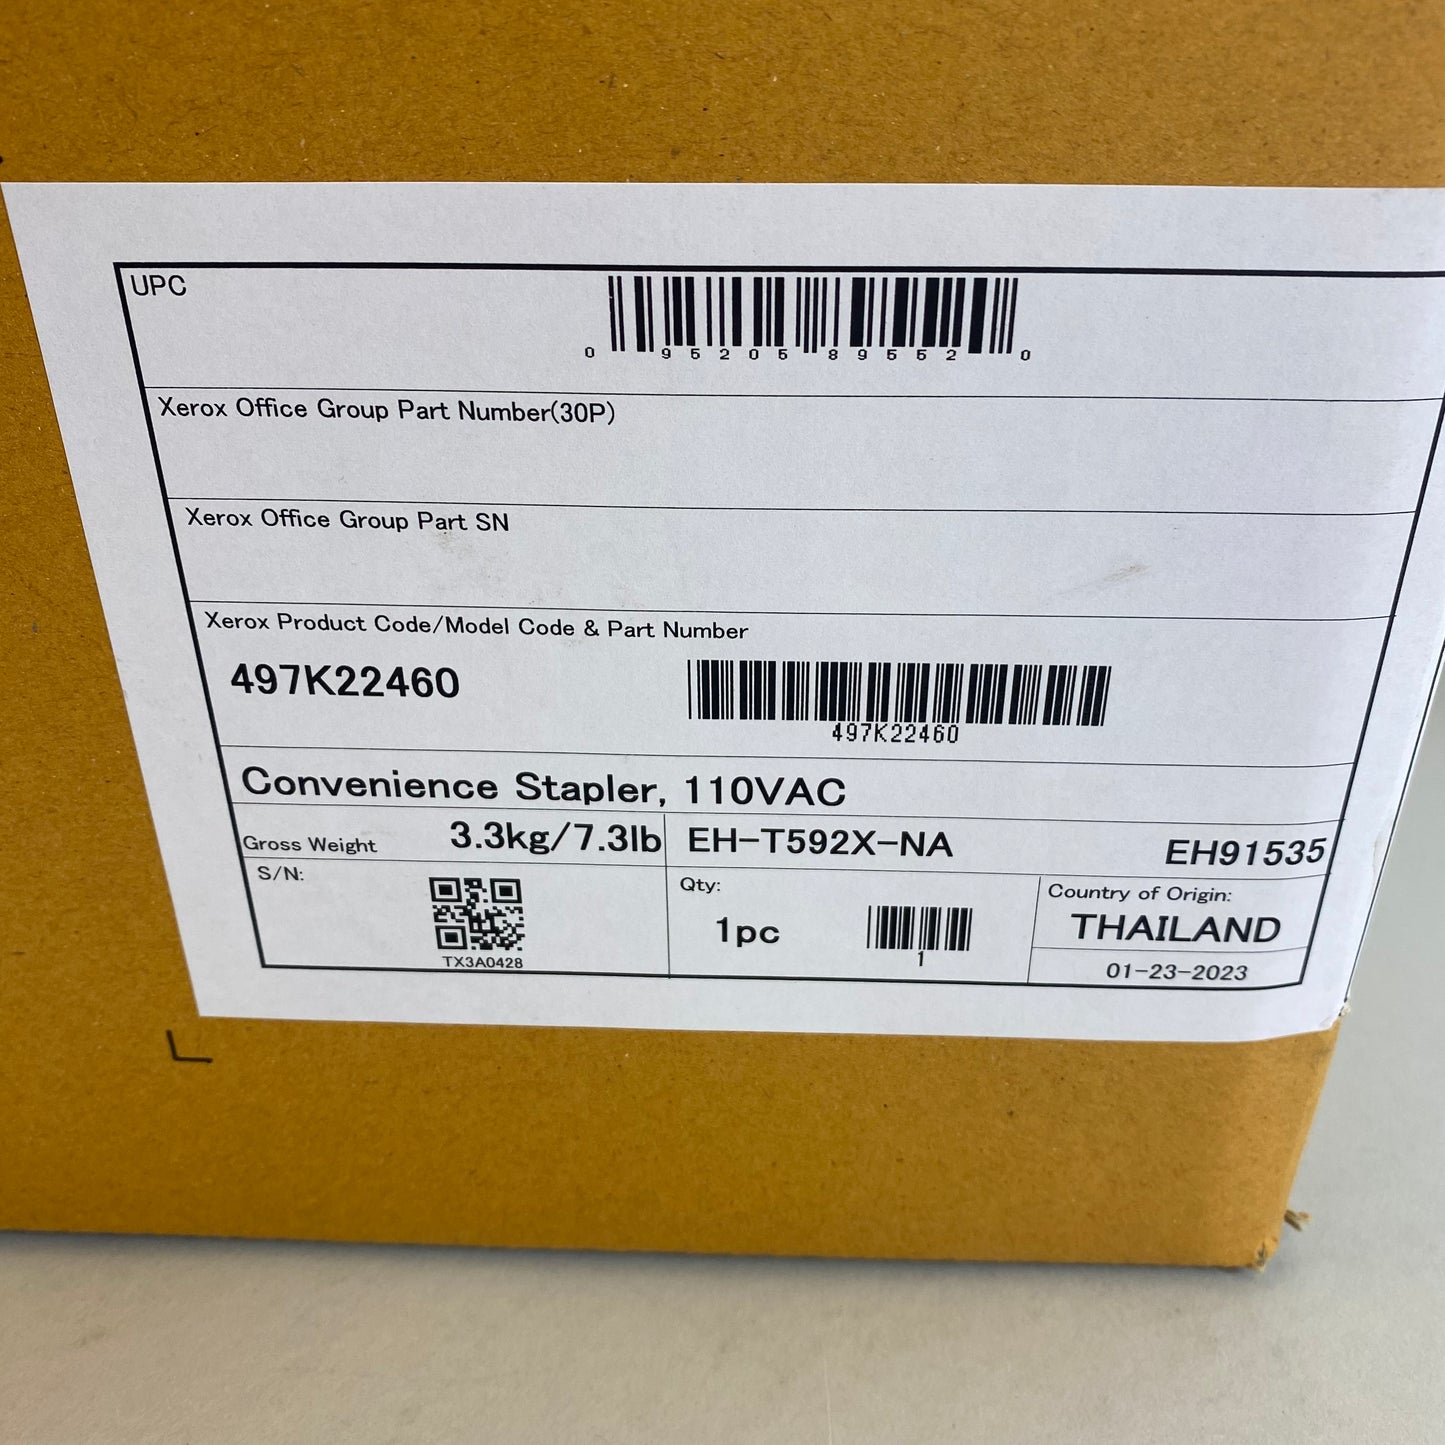 UPC
0 95205 89552 0
Xerox Office Group Part Number(30P)
Xerox Office Group Part SN
Xerox Product Code/Model Code & Part Number
497K22460
497K22460
Convenience Stapler, 110VAC
Gross Weight 3.3kg/7.3lb EH-T592X-NA EH91535
S/N:
TX3A0428
Qty:
1pc
1
Country of Origin:
THAILAND
01-23-2023